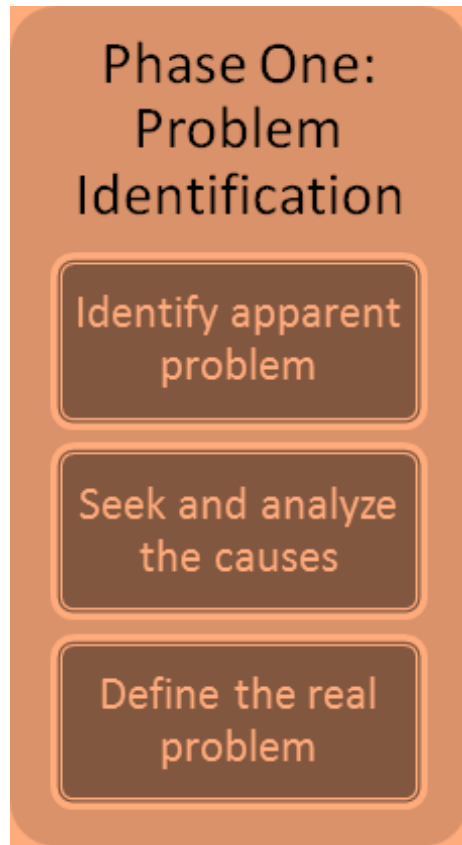 Phase One:
Problem
Identification
Identify apparent
problem
Seek and analyze
the causes
Define the real
problem